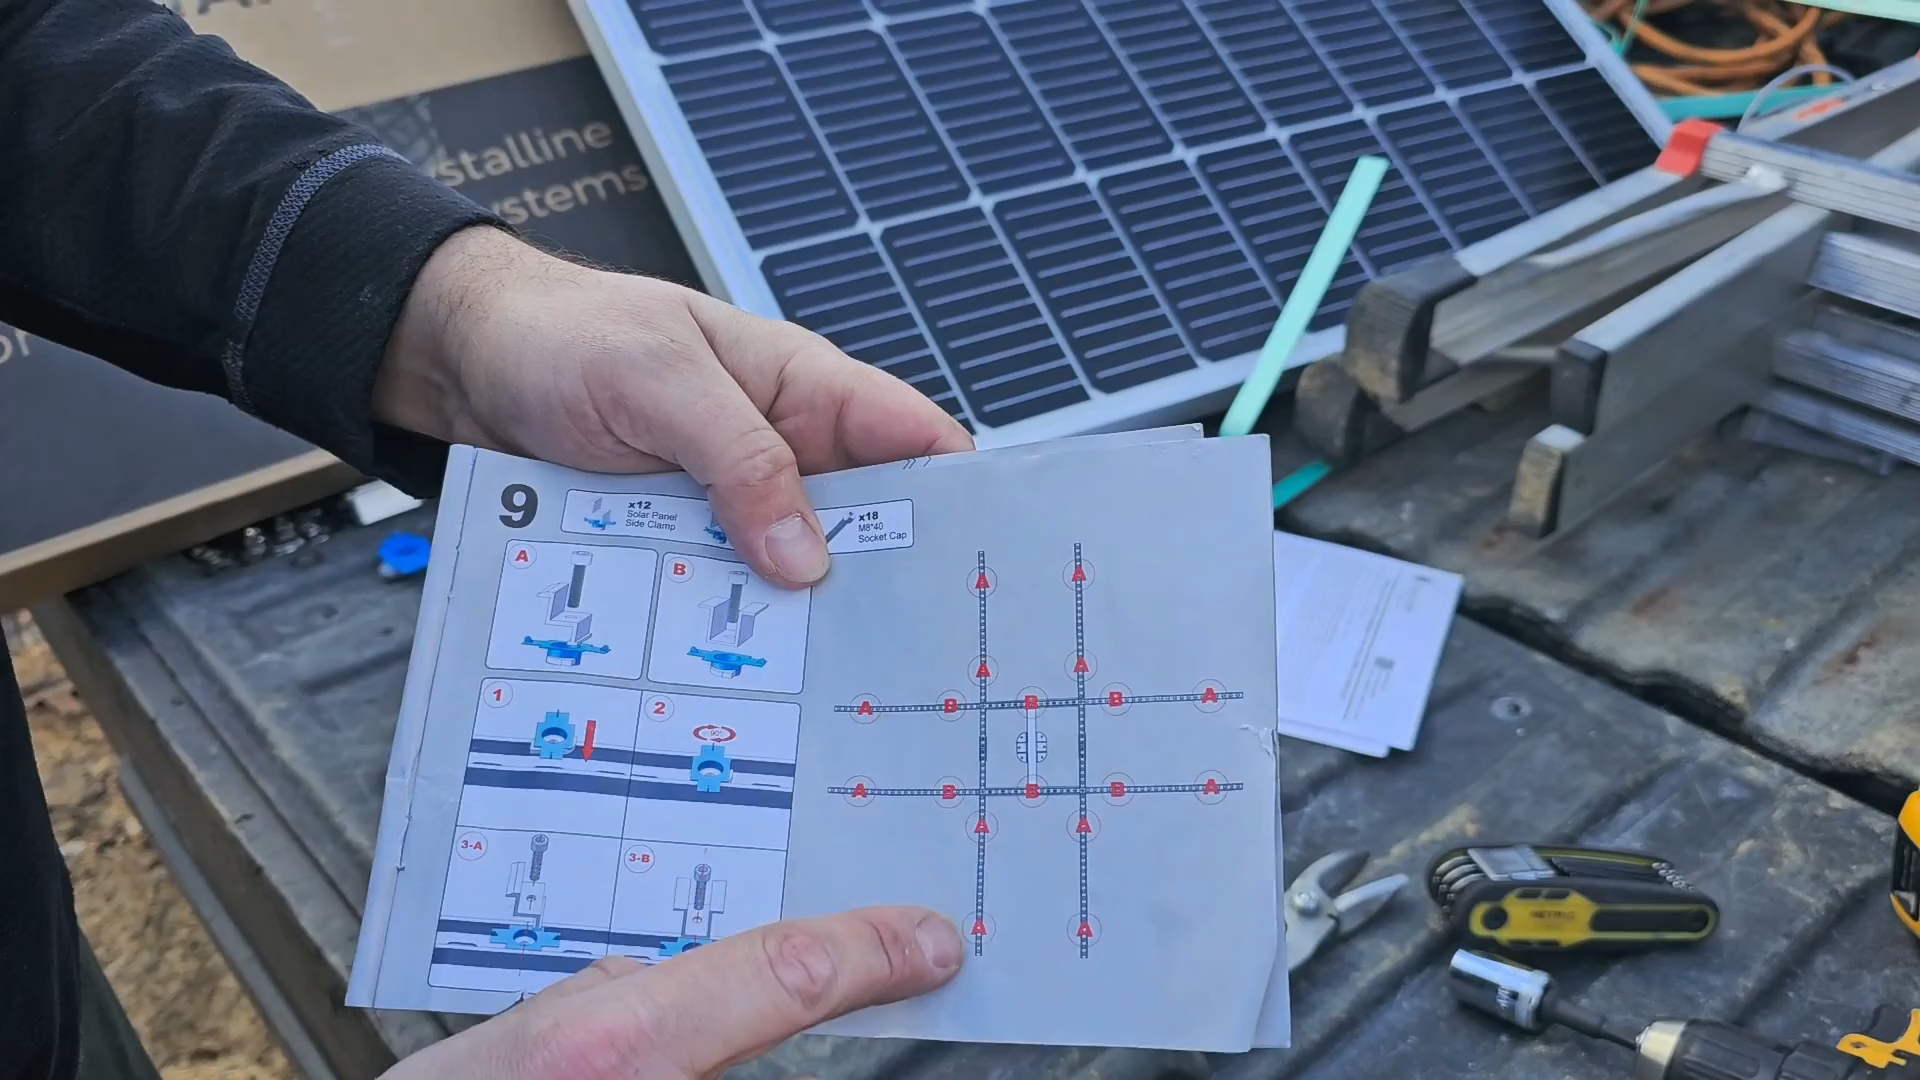 stalline
ystems
9
x12
Solar Panel
Side Clamp
x18
M8*40
Socket Cap
A
B
1
2
90°
3-A
3-B
A A
A A
A B B B A
A B B B A
A A
A A
METRIC